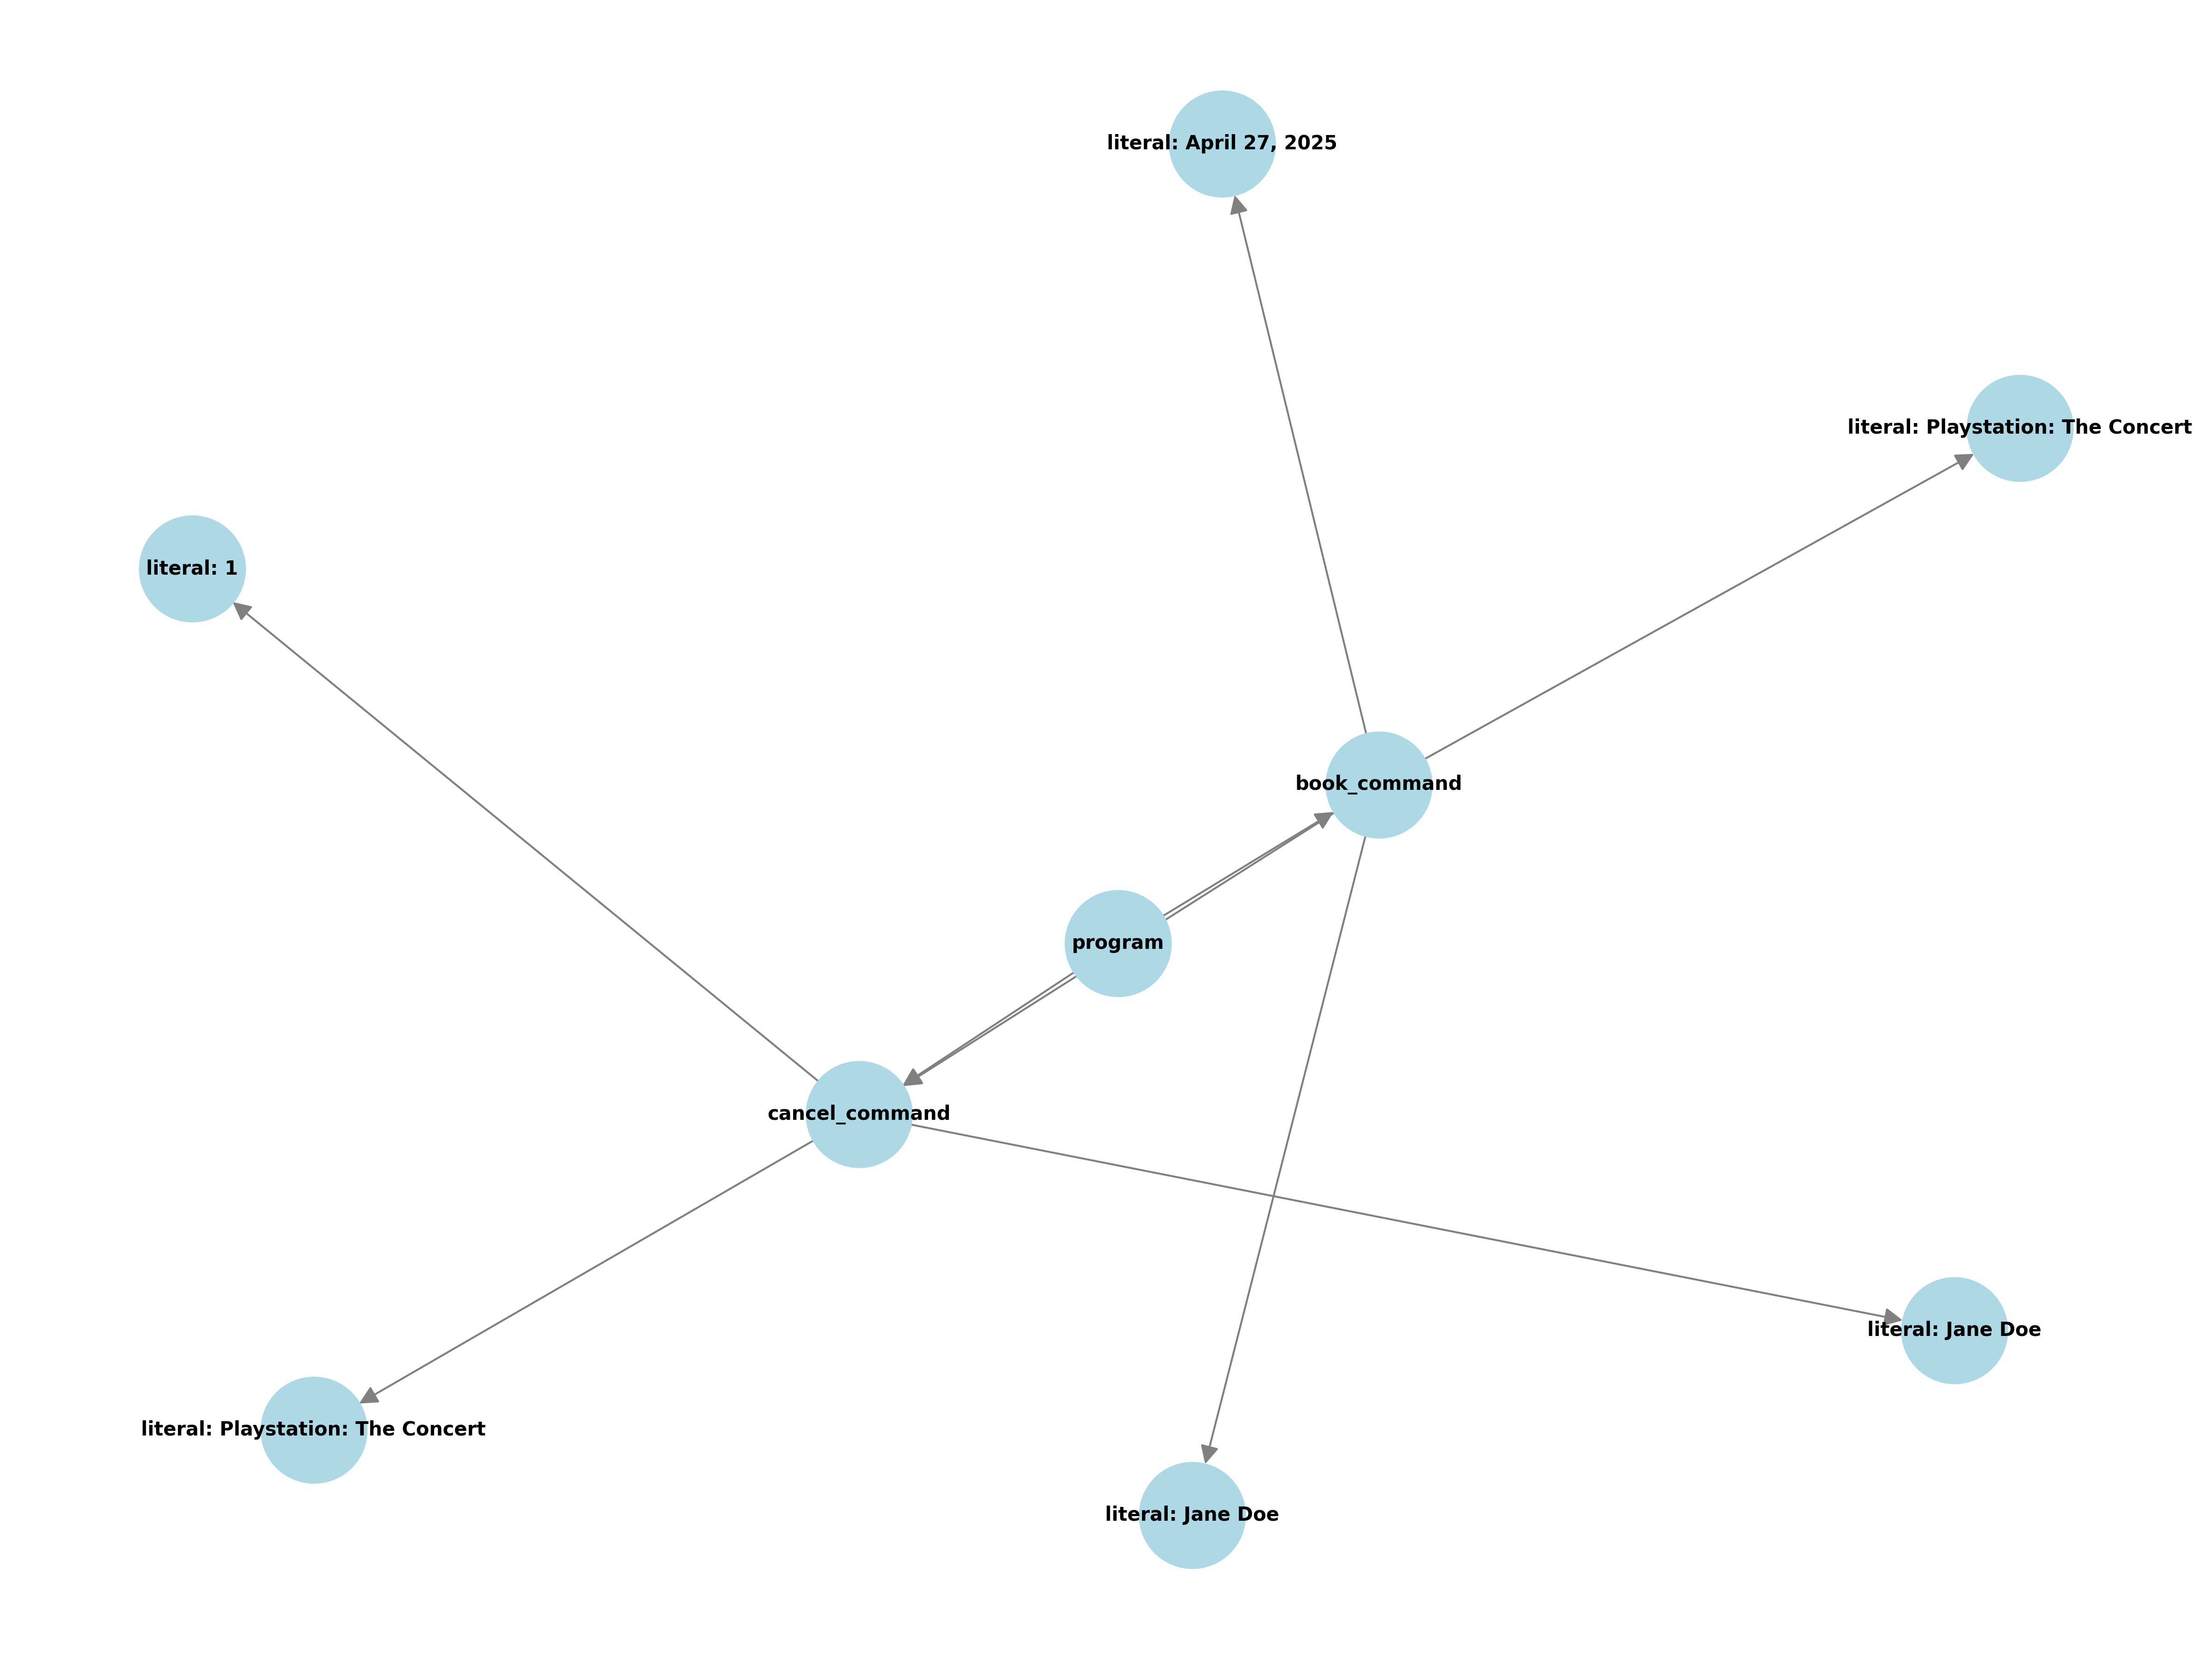 literal: April 27, 2025
literal: Playstation: The Concert
literal: 1
book_command
program
cancel_command
literal: Jane Doe
literal: Playstation: The Concert
literal: Jane Doe